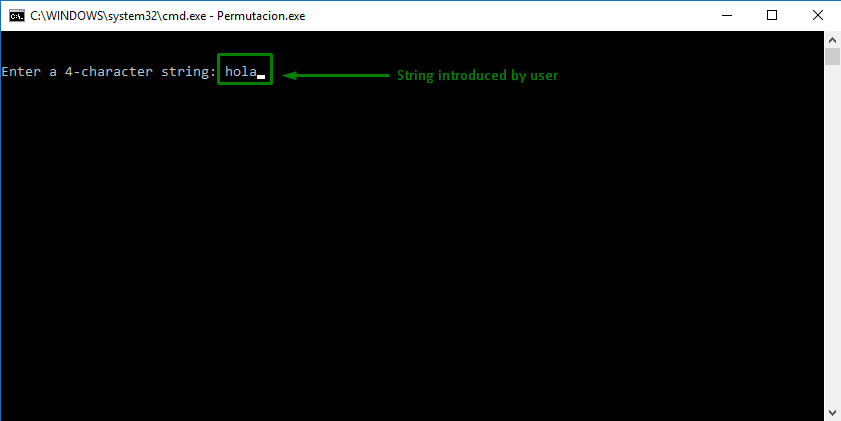 C:\WINDOWS\system32\cmd.exe - Permutacion.exe
Enter a 4-character string: hola
String introduced by user